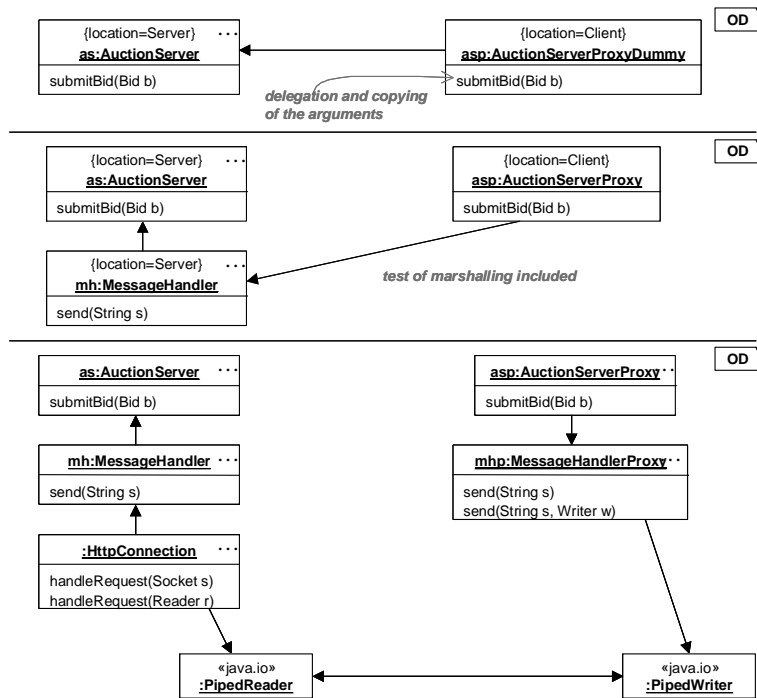 OD
{location=Server} ...
as:AuctionServer
submitBid(Bid b)
{location=Client}
asp:AuctionServerProxyDummy
submitBid(Bid b)
delegation and copying
of the arguments
OD
{location=Server} ...
as:AuctionServer
submitBid(Bid b)
{location=Client}
asp:AuctionServerProxy
submitBid(Bid b)
{location=Server} ...
mh:MessageHandler
send(String s)
test of marshalling included
OD
as:AuctionServer ...
submitBid(Bid b)
asp:AuctionServerProxy ...
submitBid(Bid b)
mh:MessageHandler ...
send(String s)
mhp:MessageHandlerProxy ...
send(String s)
send(String s, Writer w)
:HttpConnection ...
handleRequest(Socket s)
handleRequest(Reader r)
«java.io»
:PipedReader
«java.io»
:PipedWriter